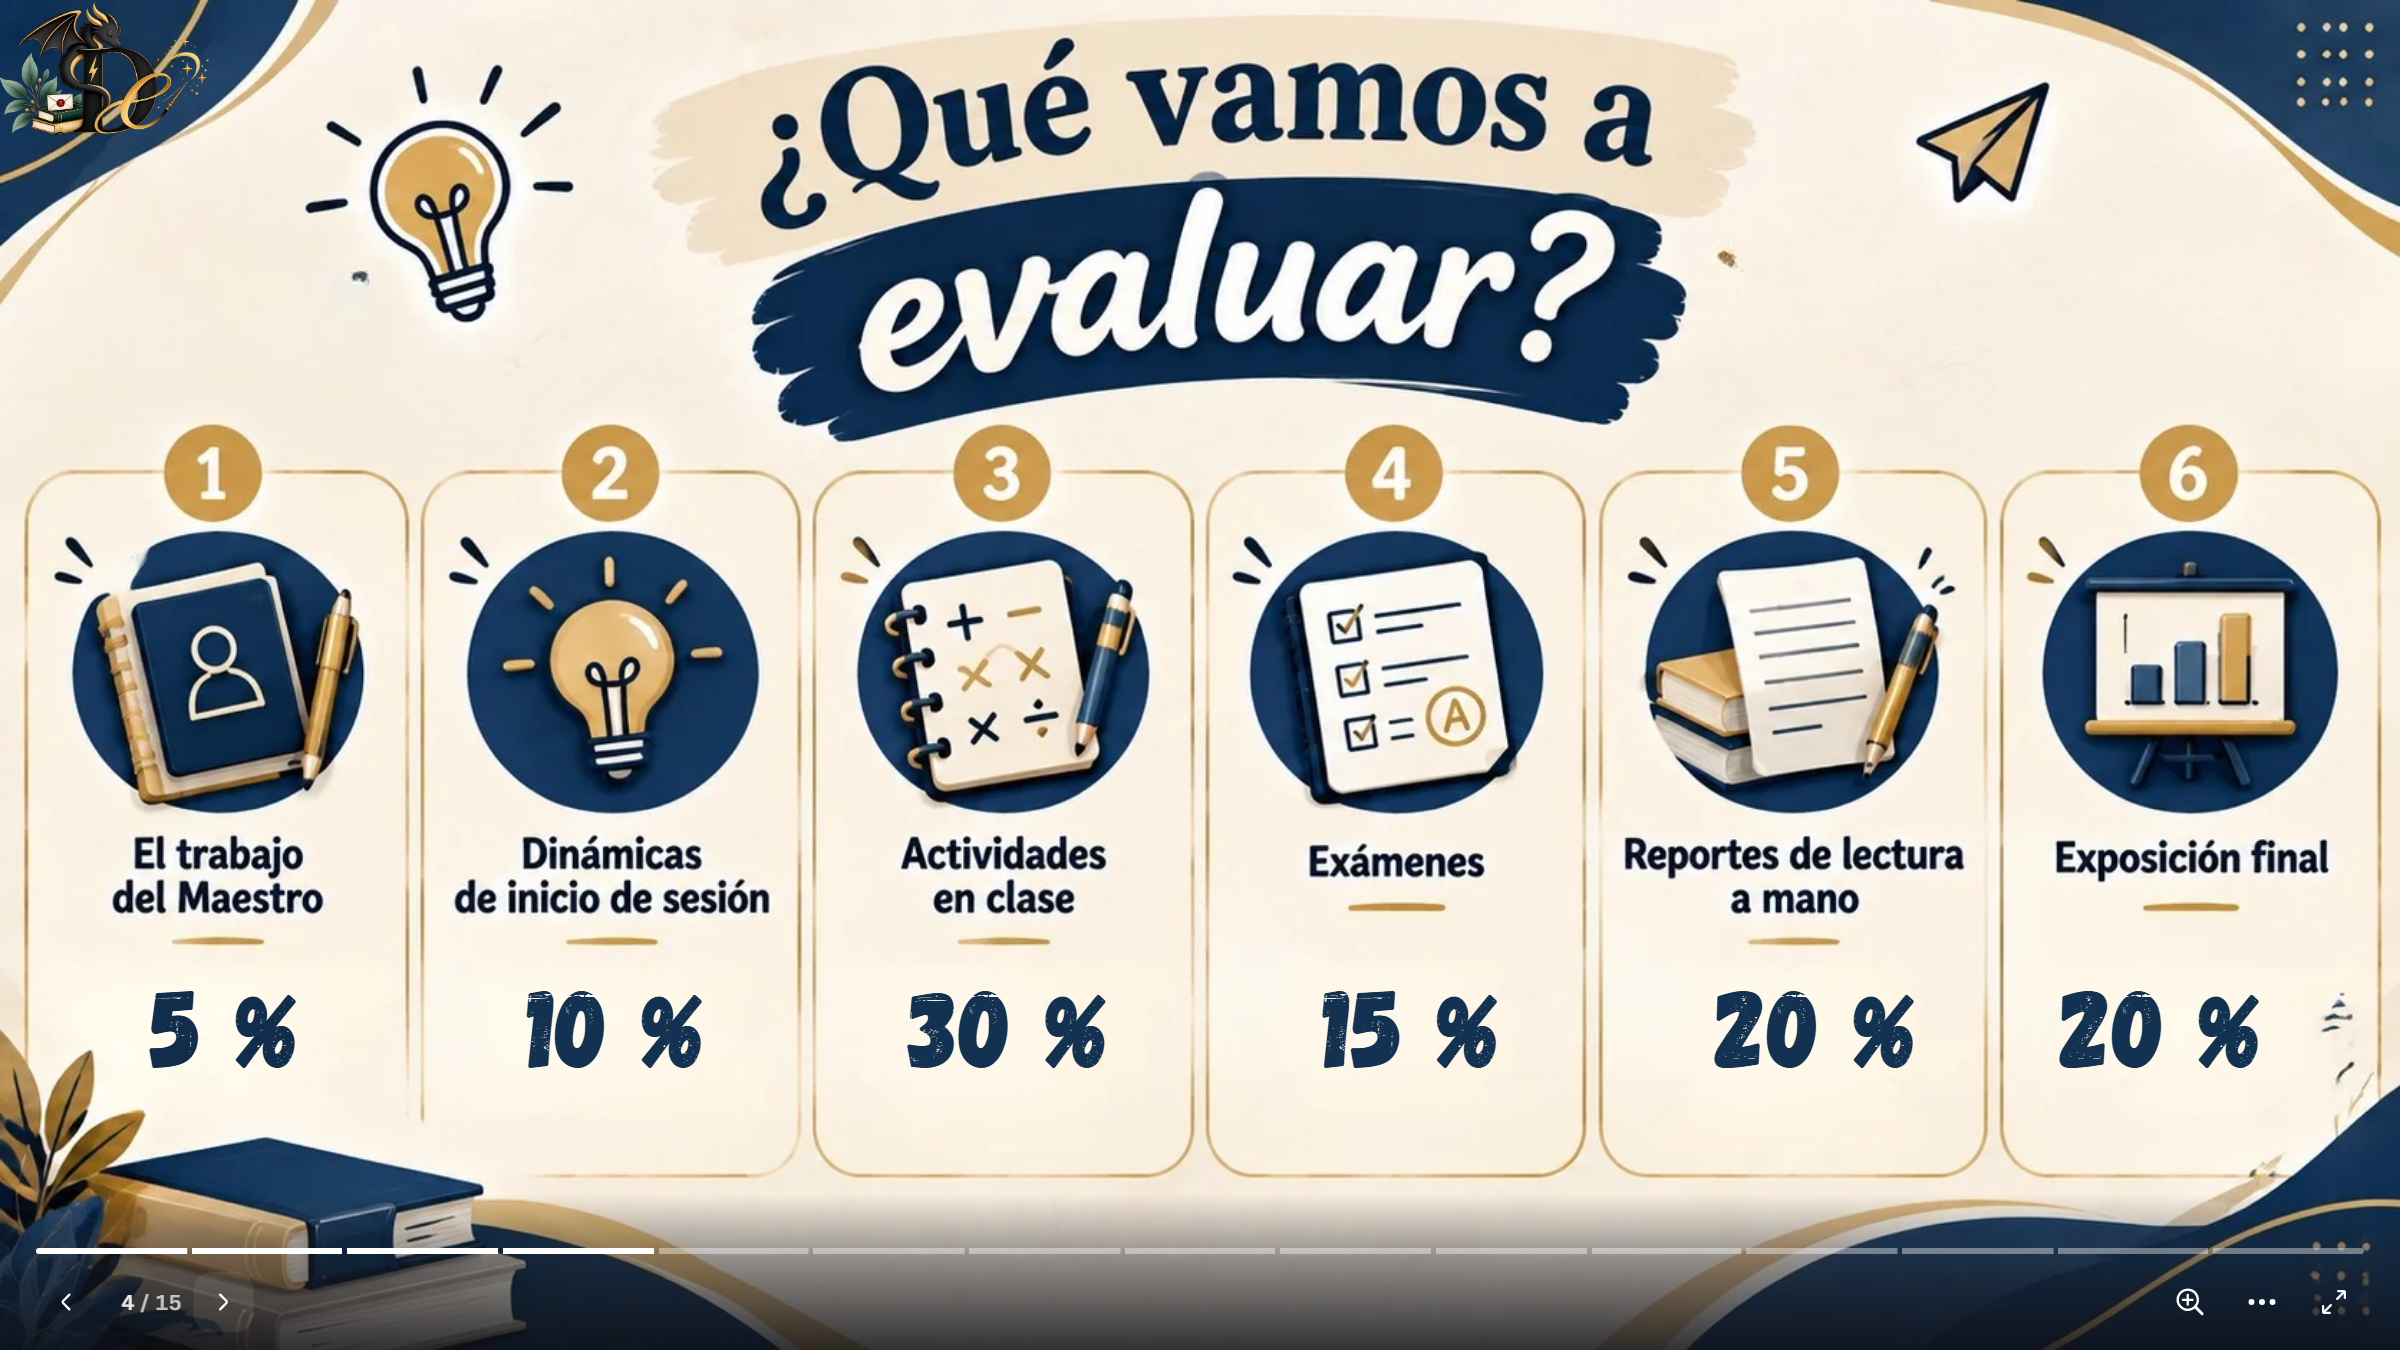 ¿Qué vamos a
evaluar?
1
2
3
4
5
6
A
El trabajo
del Maestro
Dinámicas
de inicio de sesión
Actividades
en clase
Exámenes
Reportes de lectura
a mano
Exposición final
5 %
10 %
30 %
15 %
20 %
20 %
4 / 15